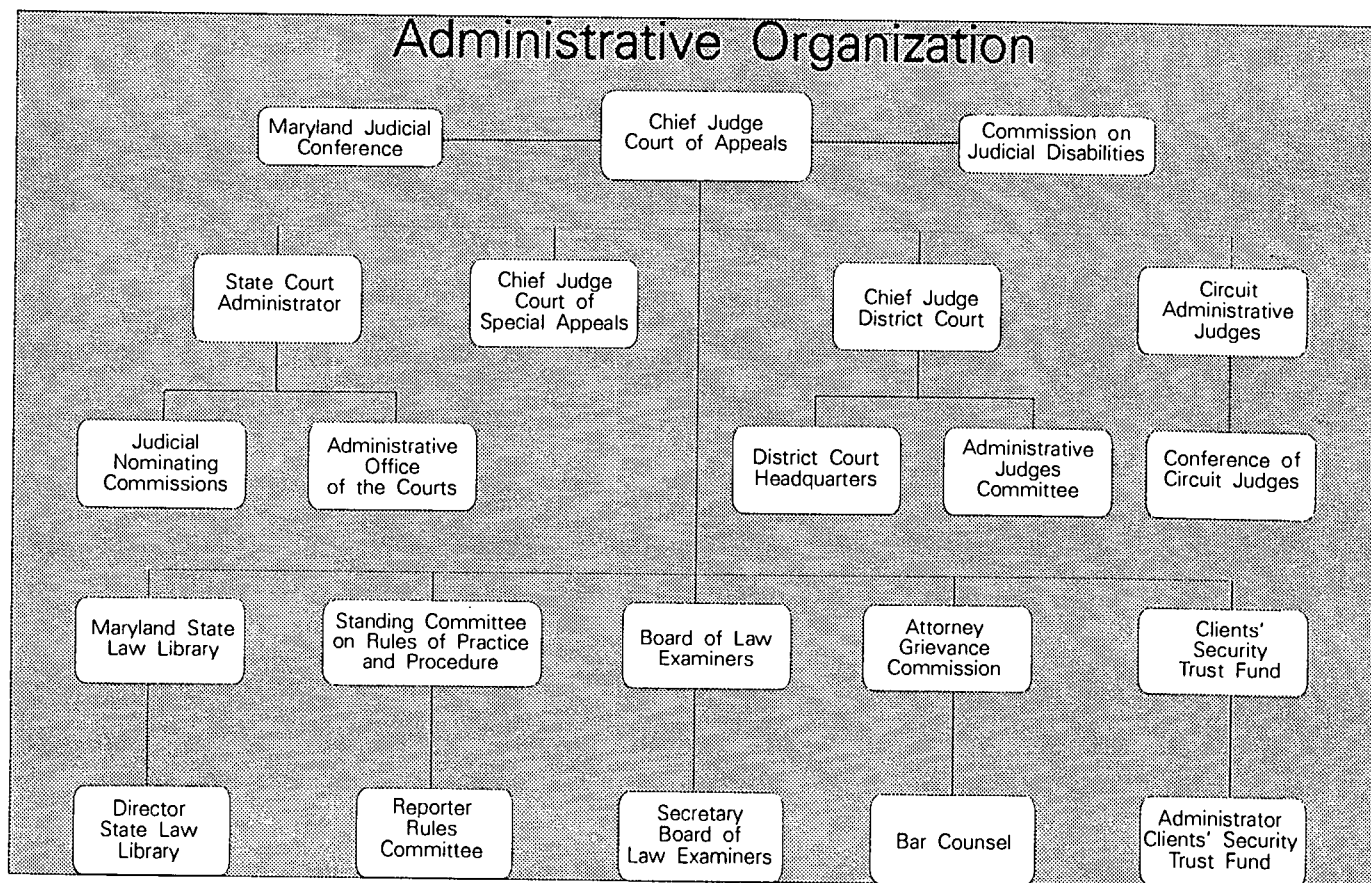 Administrative Organization
Maryland Judicial
Conference
Chief Judge
Court of Appeals
Commission on
Judicial Disabilities
State Court
Administrator
Chief Judge
Court of
Special Appeals
Chief Judge
District Court
Circuit
Administrative
Judges
Judicial
Nominating
Commissions
Administrative
Office
of the Courts
District Court
Headquarters
Administrative
Judges
Committee
Conference of
Circuit Judges
Maryland State
Law Library
Standing Committee
on Rules of Practice
and Procedure
Board of Law
Examiners
Attorney
Grievance
Commission
Clients'
Security
Trust Fund
Director
State Law
Library
Reporter
Rules
Committee
Secretary
Board of
Law Examiners
Bar Counsel
Administrator
Clients' Security
Trust Fund